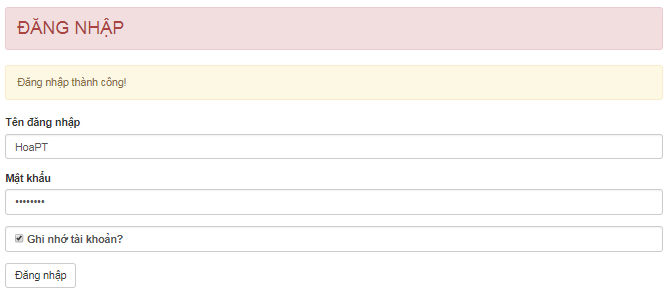 ĐĂNG NHẬP
Đăng nhập thành công!
Tên đăng nhập
HoaPT
Mật khẩu
••••••••
Ghi nhớ tài khoản?
Đăng nhập